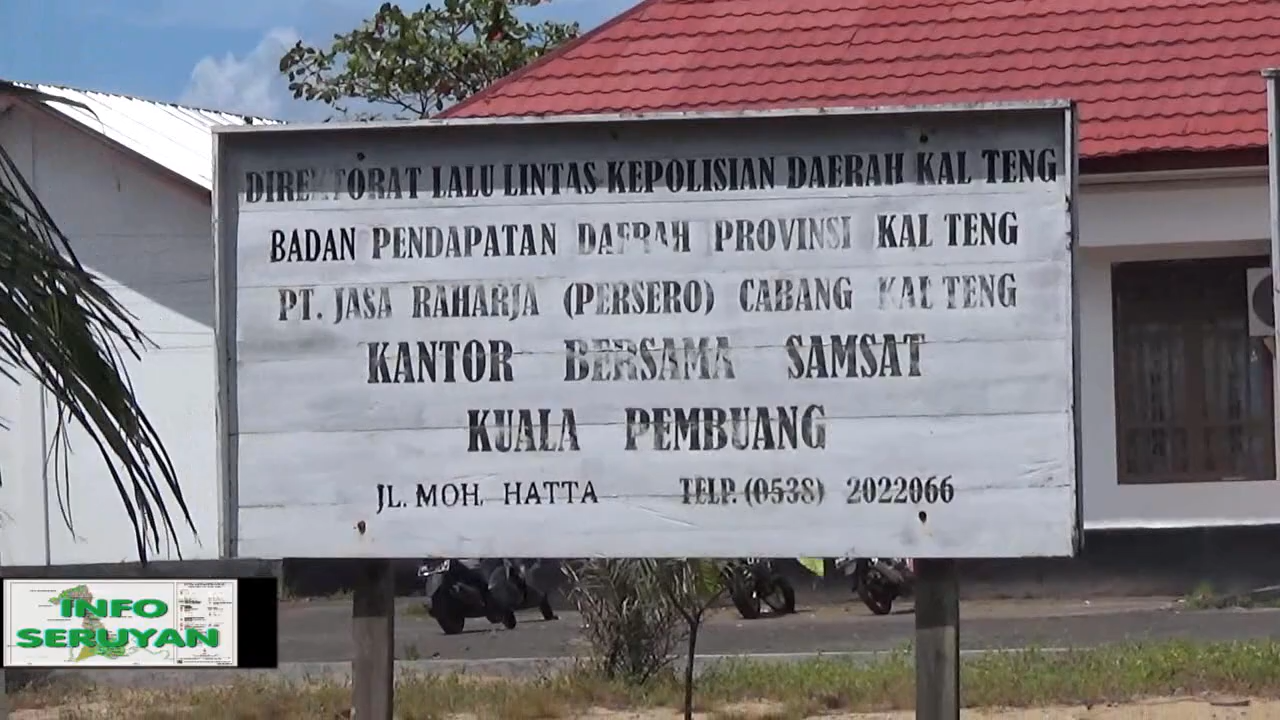 DIREKTORAT LALU LINTAS KEPOLISIAN DAERAH KAL TENG
BADAN PENDAPATAN DAERAH PROVINSI KAL TENG
PT. JASA RAHARJA (PERSERO) CABANG KAL TENG
KANTOR BERSAMA SAMSAT
KUALA PEMBUANG
JL. MOH. HATTA TELP. (0538) 2022066
INFO
SERUYAN